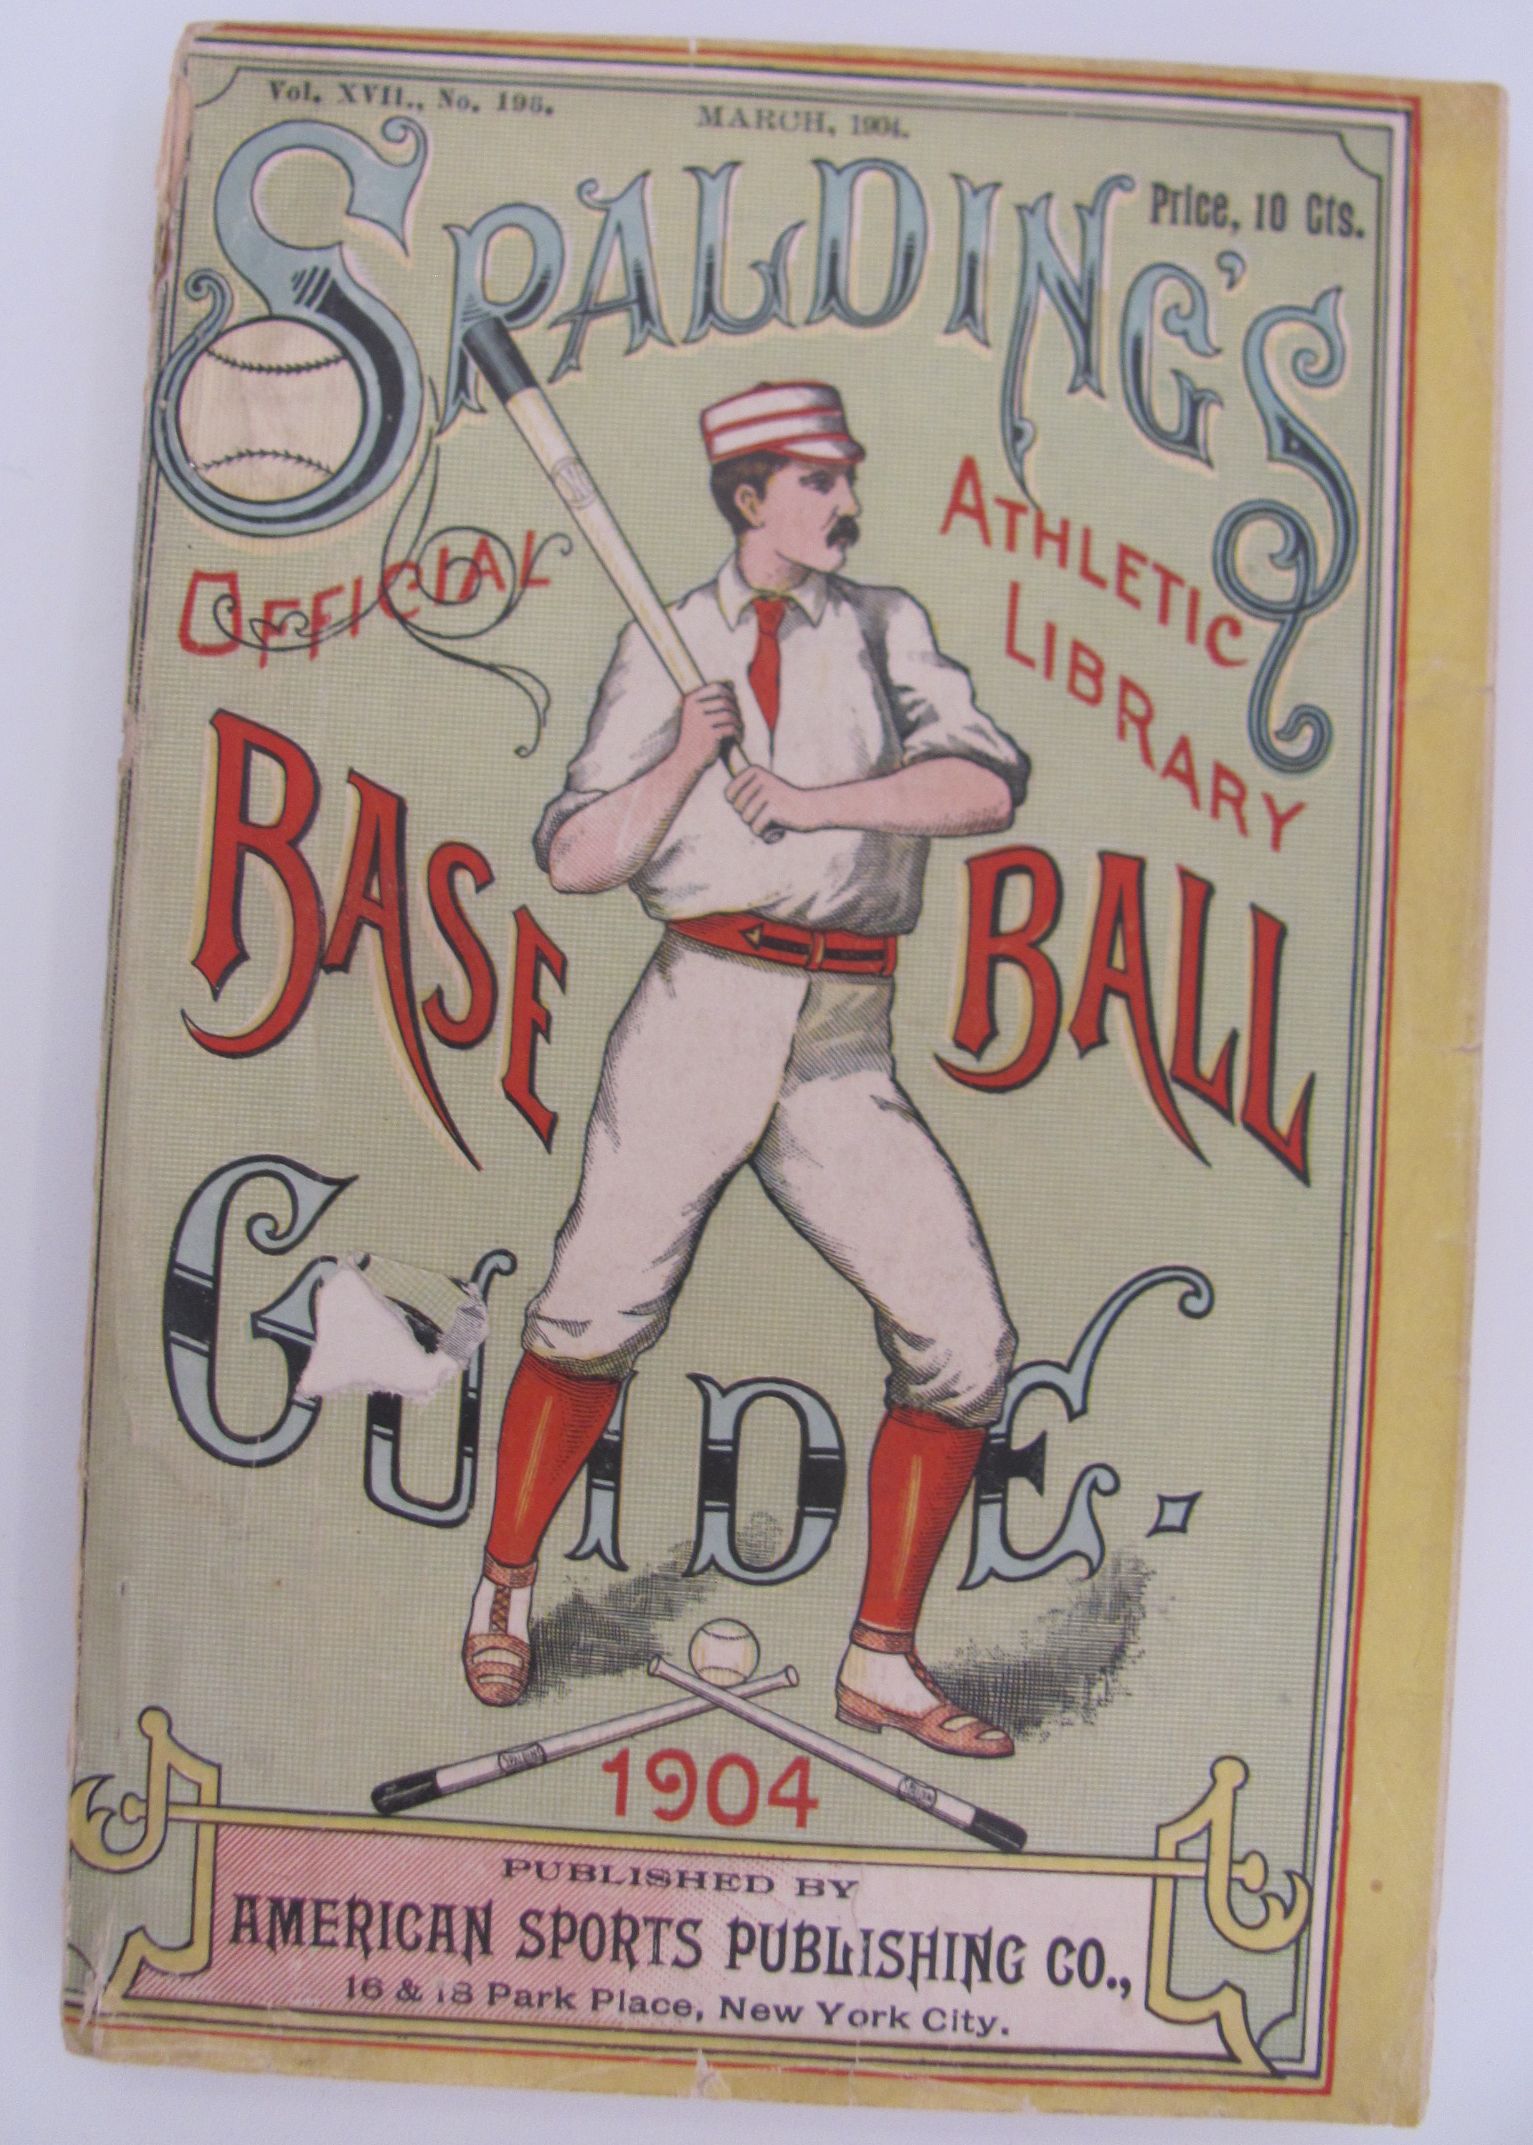 Vol. XVII., No. 195.
MARCH, 1904.
Price, 10 Cts.
SPALDING'S
ATHLETIC
LIBRARY
OFFICIAL
BASE BALL
GUIDE.
SPALDING
1904
PUBLISHED BY
AMERICAN SPORTS PUBLISHING CO.,
16 & 18 Park Place, New York City.